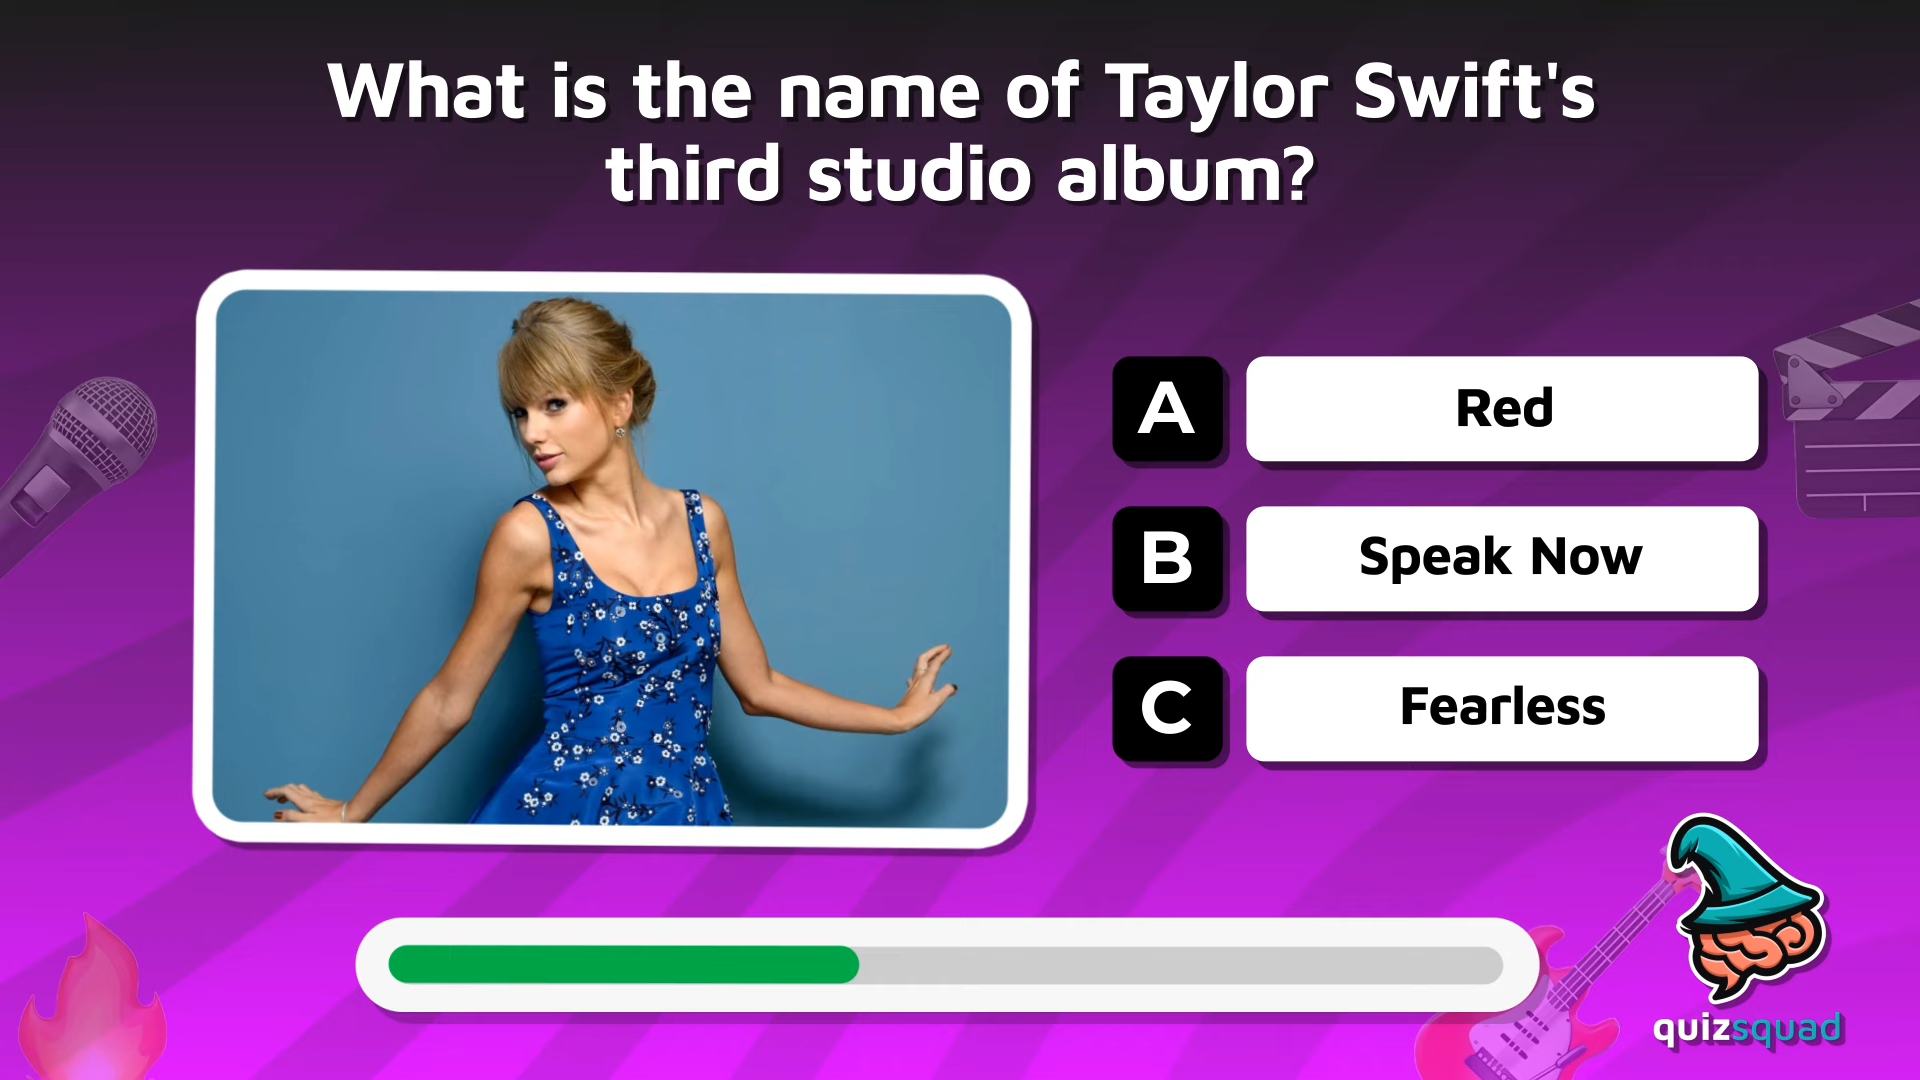 What is the name of Taylor Swift's
third studio album?
A
Red
B
Speak Now
C
Fearless
quizsquad